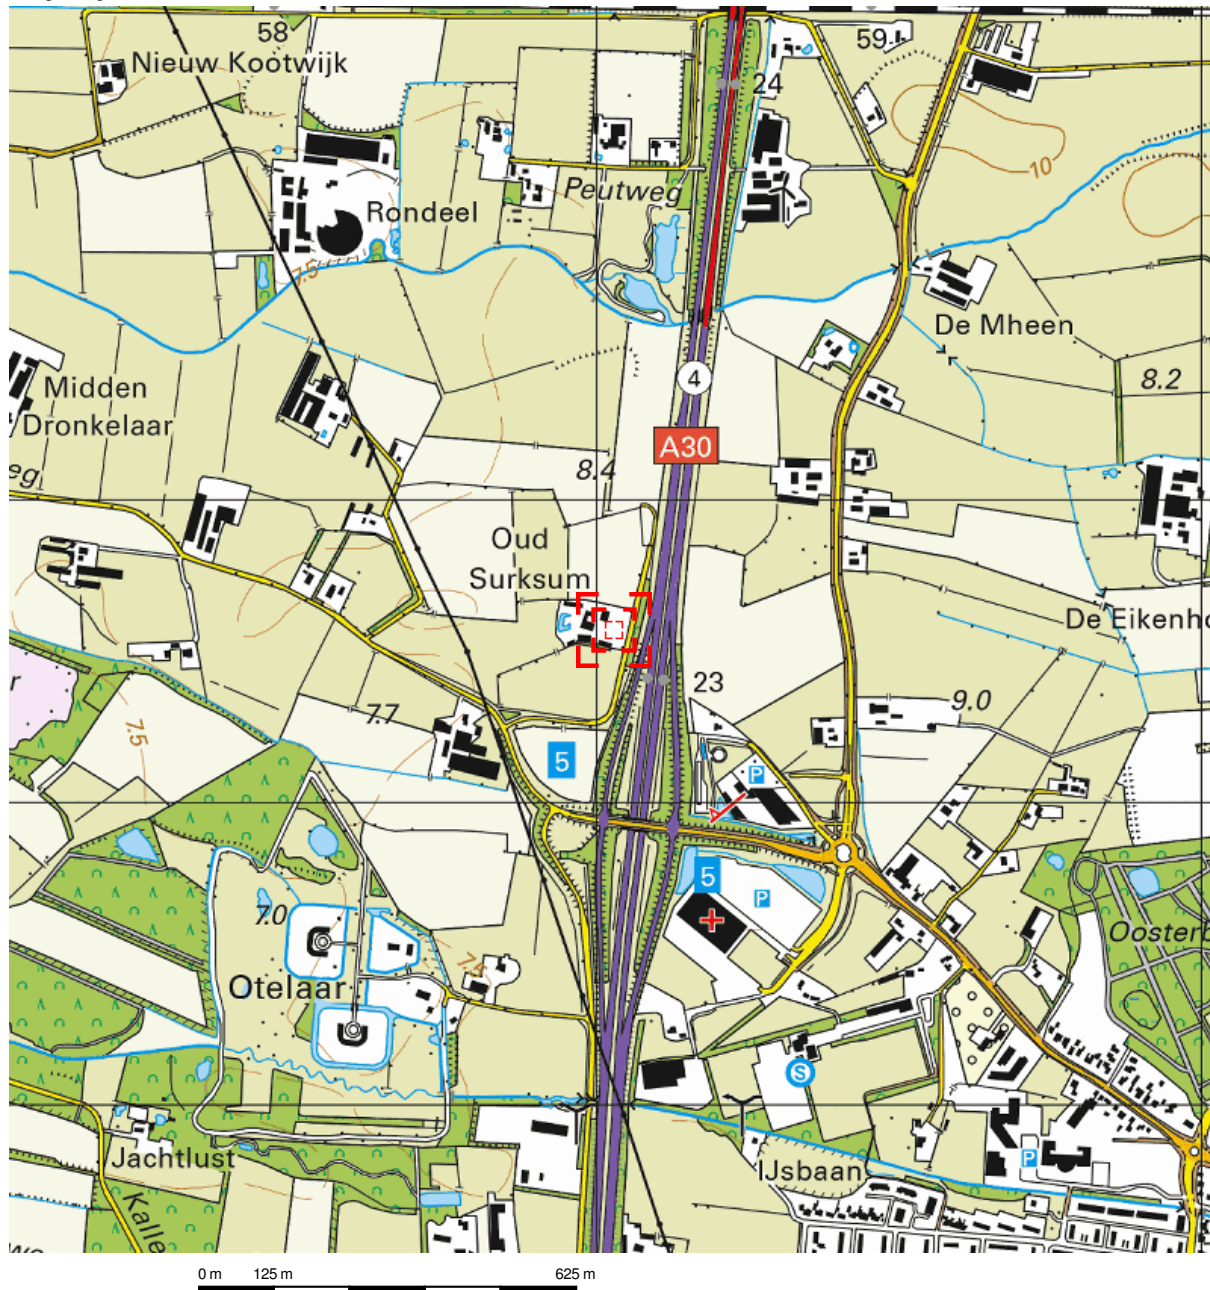 58
59
Nieuw Kootwijk
24
10
Peutweg
Rondeel
7.5
De Mheen
4
8.2
Midden
Dronkelaar
A30
8.4
eg
Oud
Surksum
De Eikenho
r
23
9.0
7.7
7.5
5
P
5
P
7.0
Oosterb
7.5
Otelaar
S
P
Jachtlust
IJsbaan
Kalle
0 m
125 m
625 m